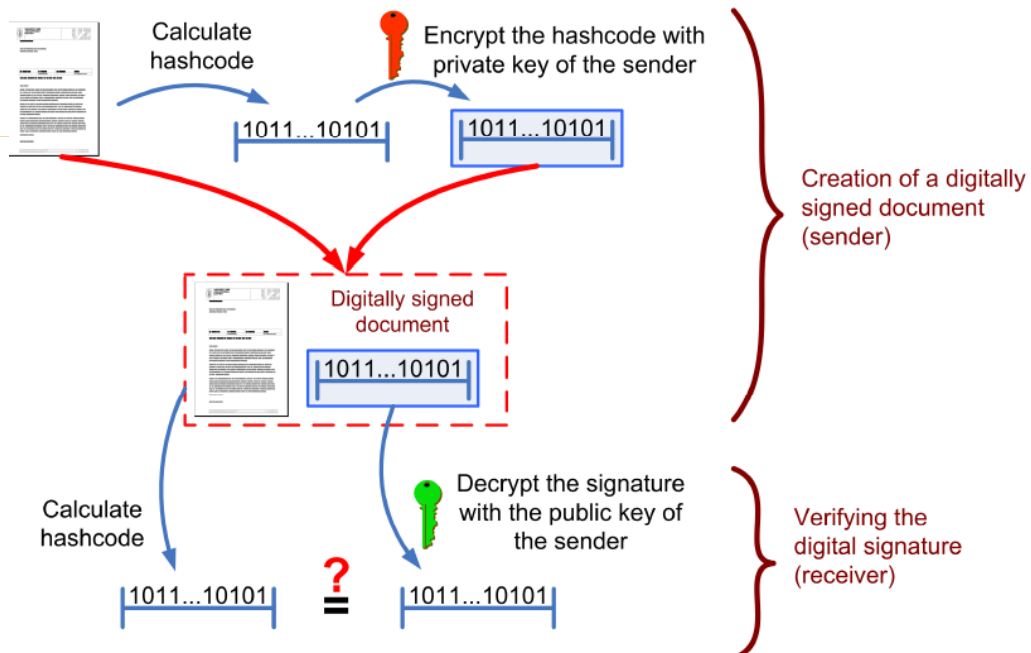 Calculate
hashcode
Encrypt the hashcode with
private key of the sender
1011...10101
1011...10101
Creation of a digitally
signed document
(sender)
Digitally signed
document
1011...10101
Calculate
hashcode
Decrypt the signature
with the public key of
the sender
Verifying the
digital signature
(receiver)
1011...10101
?
=
1011...10101